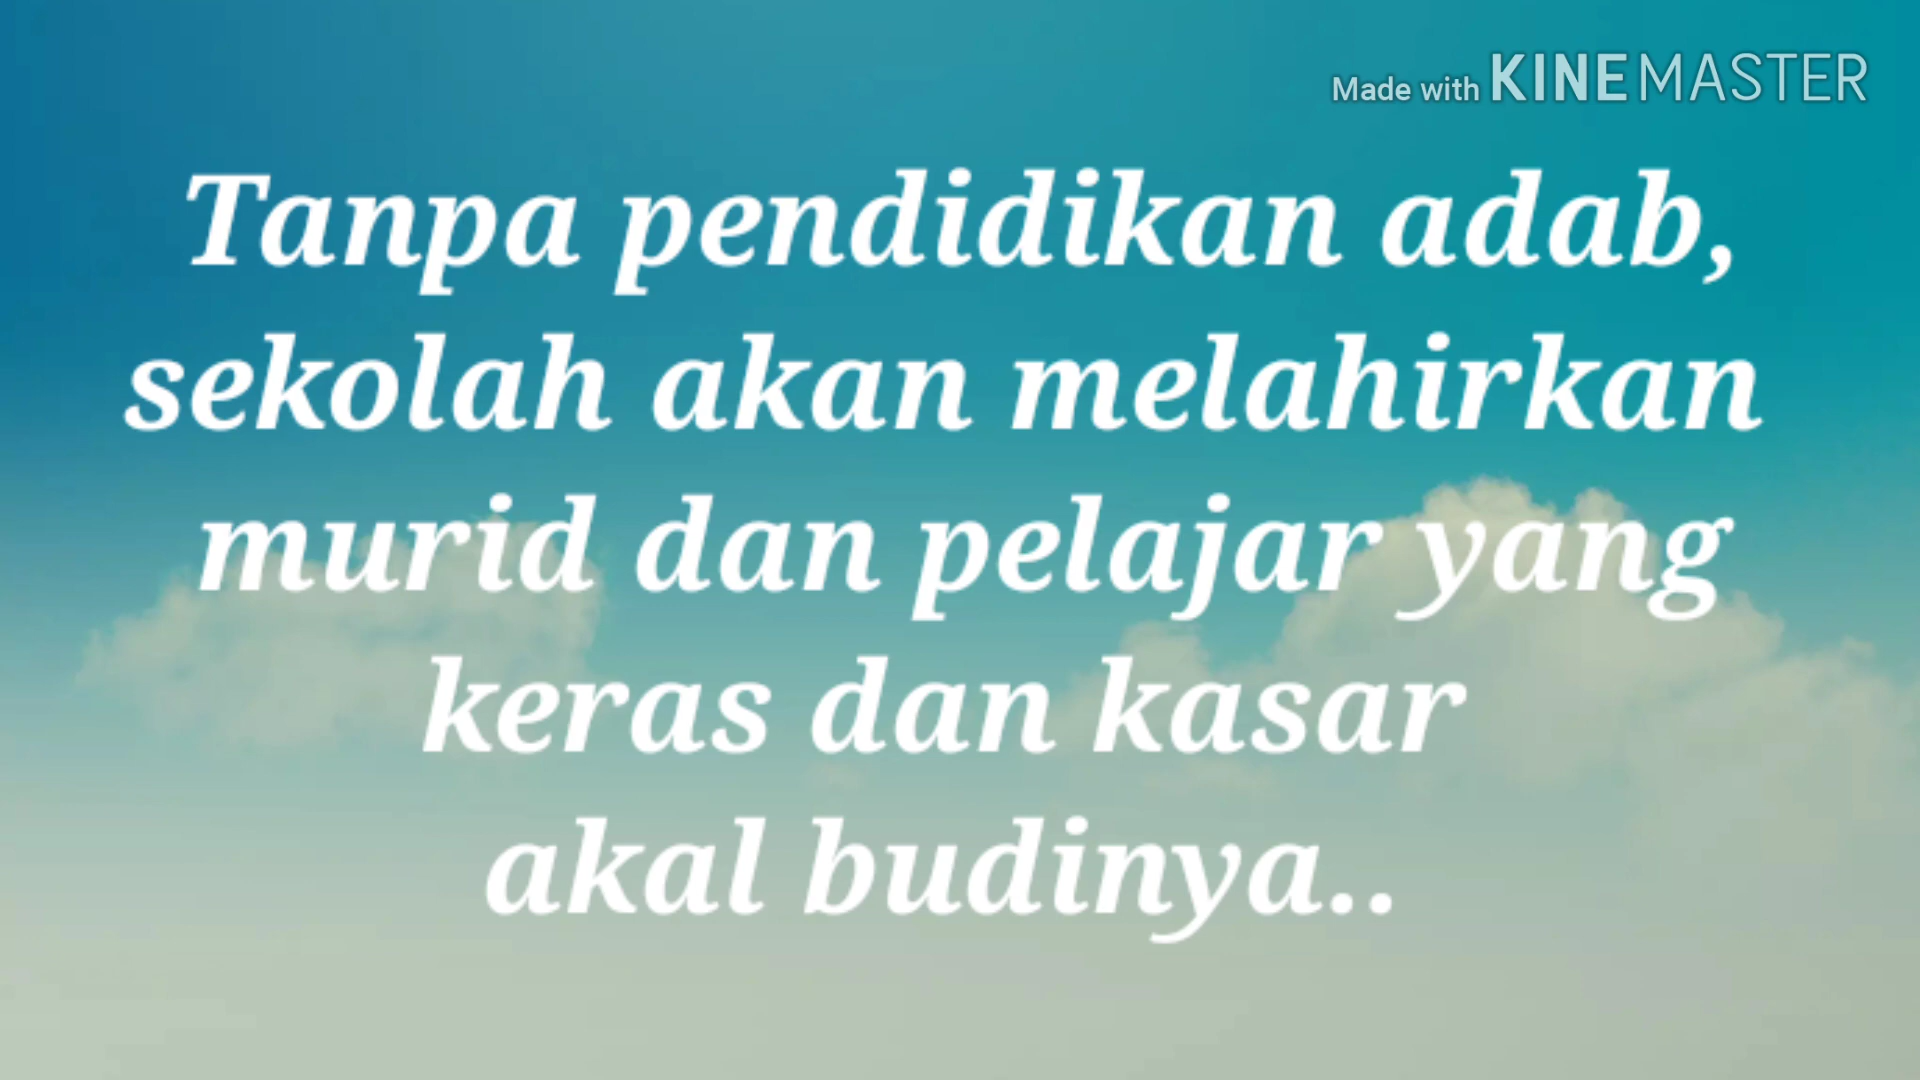 Made with KINEMASTER
Tanpa pendidikan adab,
sekolah akan melahirkan
murid dan pelajar yang
keras dan kasar
akal budinya..